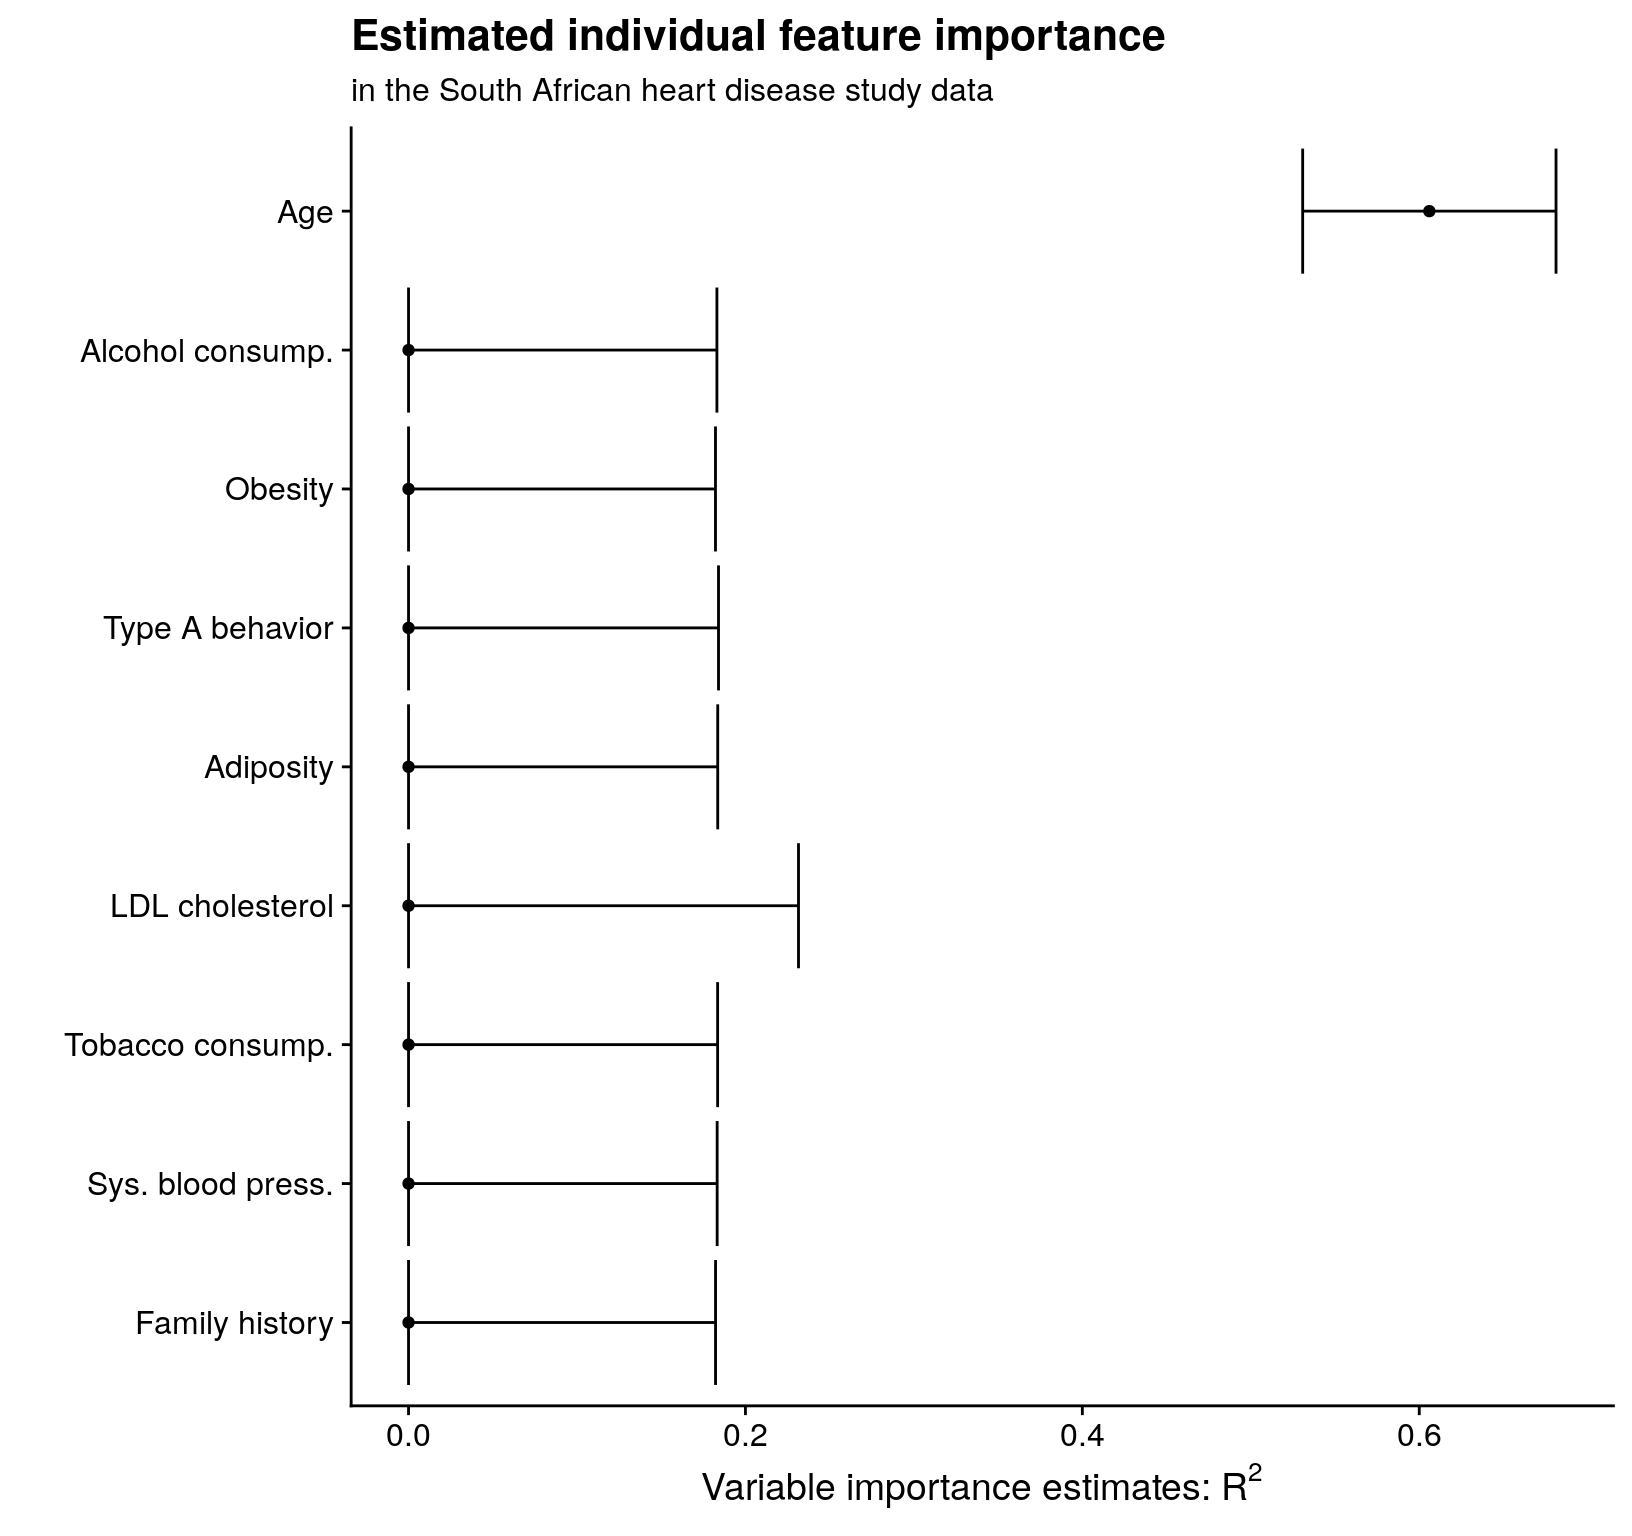 Estimated individual feature importance
in the South African heart disease study data
Age
Alcohol consump.
Obesity
Type A behavior
Adiposity
LDL cholesterol
Tobacco consump.
Sys. blood press.
Family history
0.0 0.2 0.4 0.6
Variable importance estimates: R²